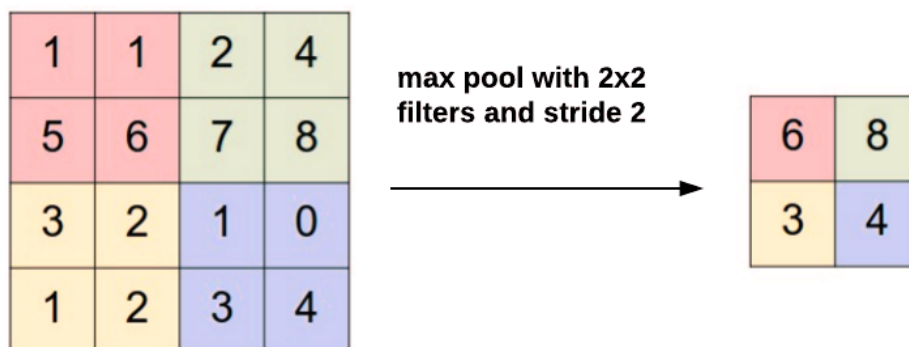 1 1 2 4
max pool with 2x2
filters and stride 2
5 6 7 8
6 8
3 2 1 0
3 4
1 2 3 4